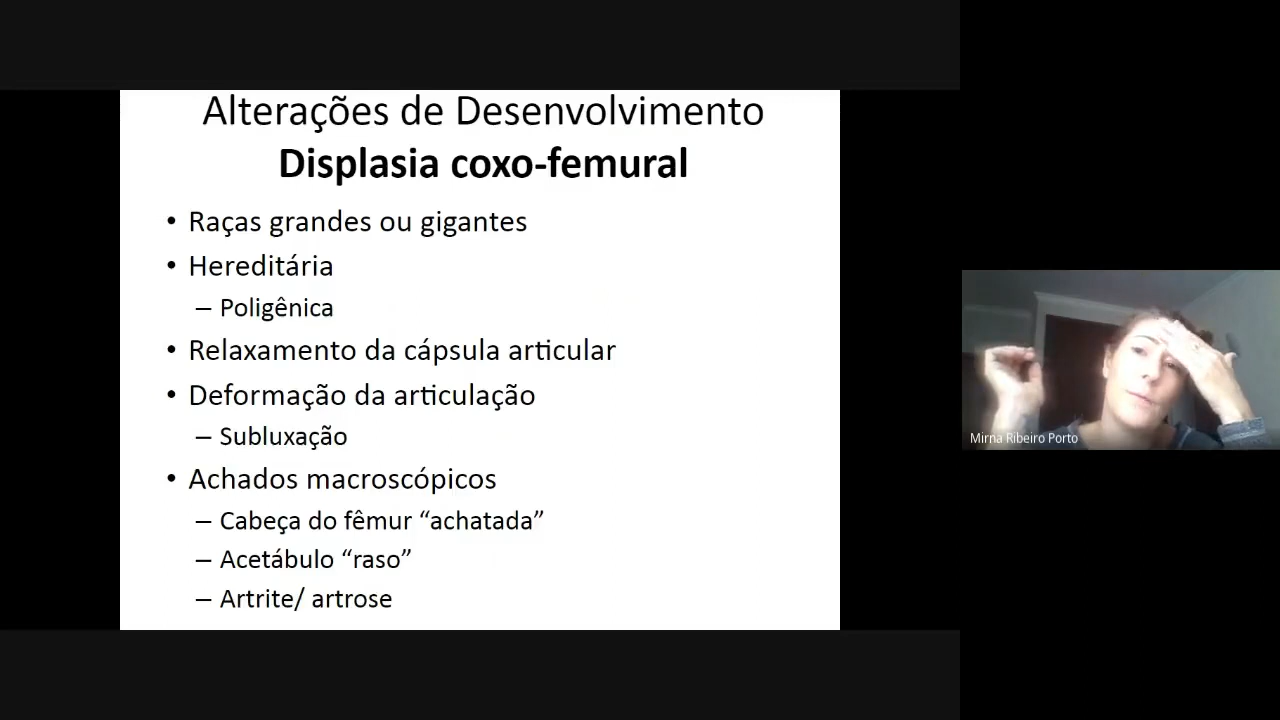 Alterações de Desenvolvimento
Displasia coxo-femural
• Raças grandes ou gigantes
• Hereditária
– Poligênica
• Relaxamento da cápsula articular
• Deformação da articulação
– Subluxação
• Achados macroscópicos
– Cabeça do fêmur “achatada”
– Acetábulo “raso”
– Artrite/ artrose
Mirna Ribeiro Porto